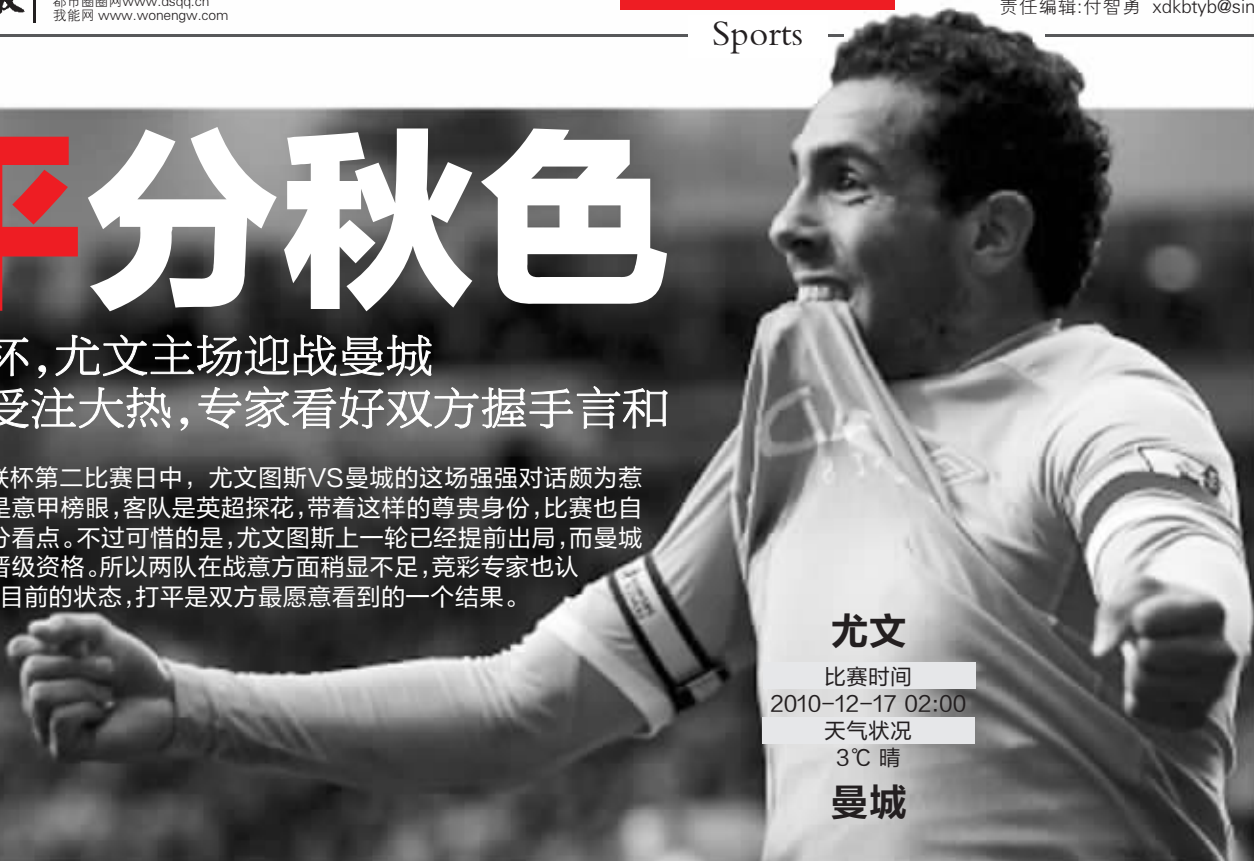 都市圈圈网www.dsqq.cn
我能网 www.wonengw.com
责任编辑:付智勇 xdkbtyb@sin
Sports
平分秋色
杯,尤文主场迎战曼城
受注大热,专家看好双方握手言和
联杯第二比赛日中，尤文图斯VS曼城的这场强强对话颇为惹
是意甲榜眼,客队是英超探花,带着这样的尊贵身份,比赛也自
分看点。不过可惜的是,尤文图斯上一轮已经提前出局,而曼城
晋级资格。所以两队在战意方面稍显不足,竞彩专家也认
目前的状态,打平是双方最愿意看到的一个结果。
尤文
比赛时间
2010-12-17 02:00
天气状况
3℃ 晴
曼城